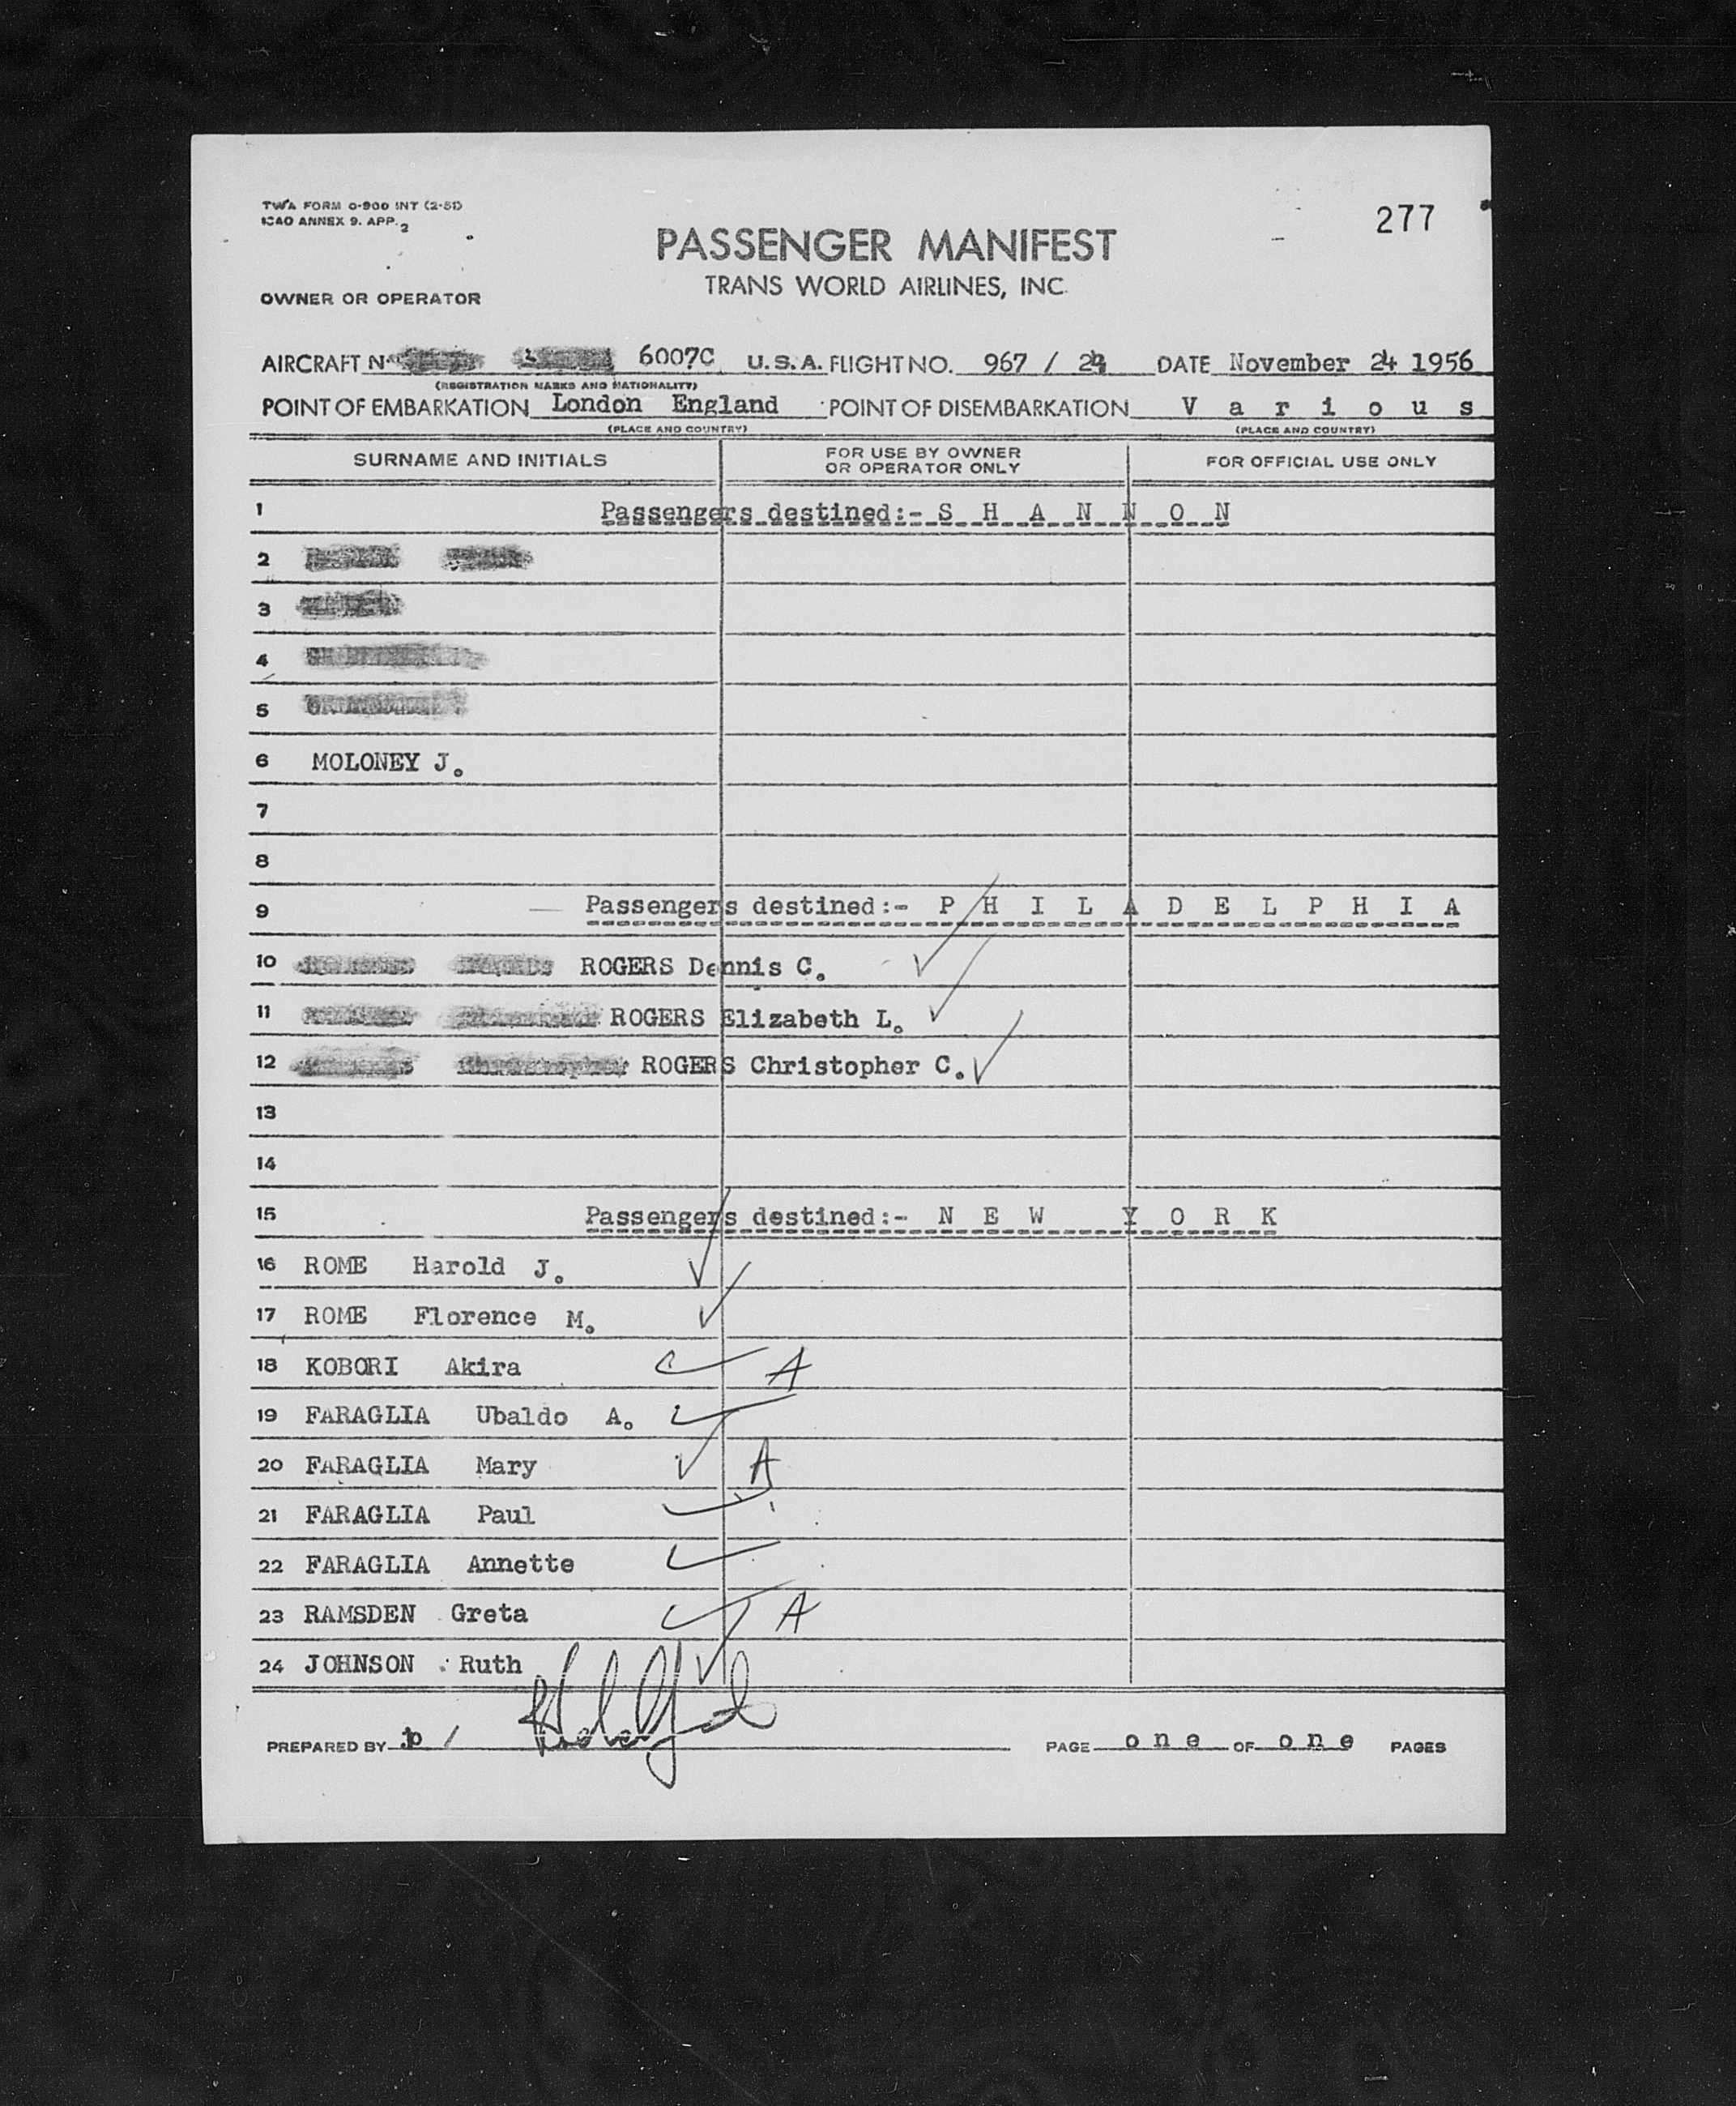 TWA FORM O-900 INT (2-51)
ICAO ANNEX 9. APP. 2
277
PASSENGER MANIFEST
TRANS WORLD AIRLINES, INC.
OWNER OR OPERATOR
AIRCRAFT N 6007C U.S.A. FLIGHT NO. 967 / 24 DATE November 24 1956
(REGISTRATION MARKS AND NATIONALITY)
POINT OF EMBARKATION London England POINT OF DISEMBARKATION V a r i o u s
(PLACE AND COUNTRY) (PLACE AND COUNTRY)
SURNAME AND INITIALS FOR USE BY OWNER OR OPERATOR ONLY FOR OFFICIAL USE ONLY
1 Passengers destined:- S H A N N O N
2
3
4
5
6 MOLONEY J.
7
8
9 Passengers destined:- P H I L A D E L P H I A
10 ROGERS Dennis C.
11 ROGERS Elizabeth L.
12 ROGERS Christopher C.
13
14
15 Passengers destined:- N E W Y O R K
16 ROME Harold J.
17 ROME Florence M.
18 KOBORI Akira A
19 FARAGLIA Ubaldo A.
20 FARAGLIA Mary A
21 FARAGLIA Paul
22 FARAGLIA Annette
23 RAMSDEN Greta A
24 JOHNSON Ruth
PREPARED BY / PAGE o n e OF o n e PAGES